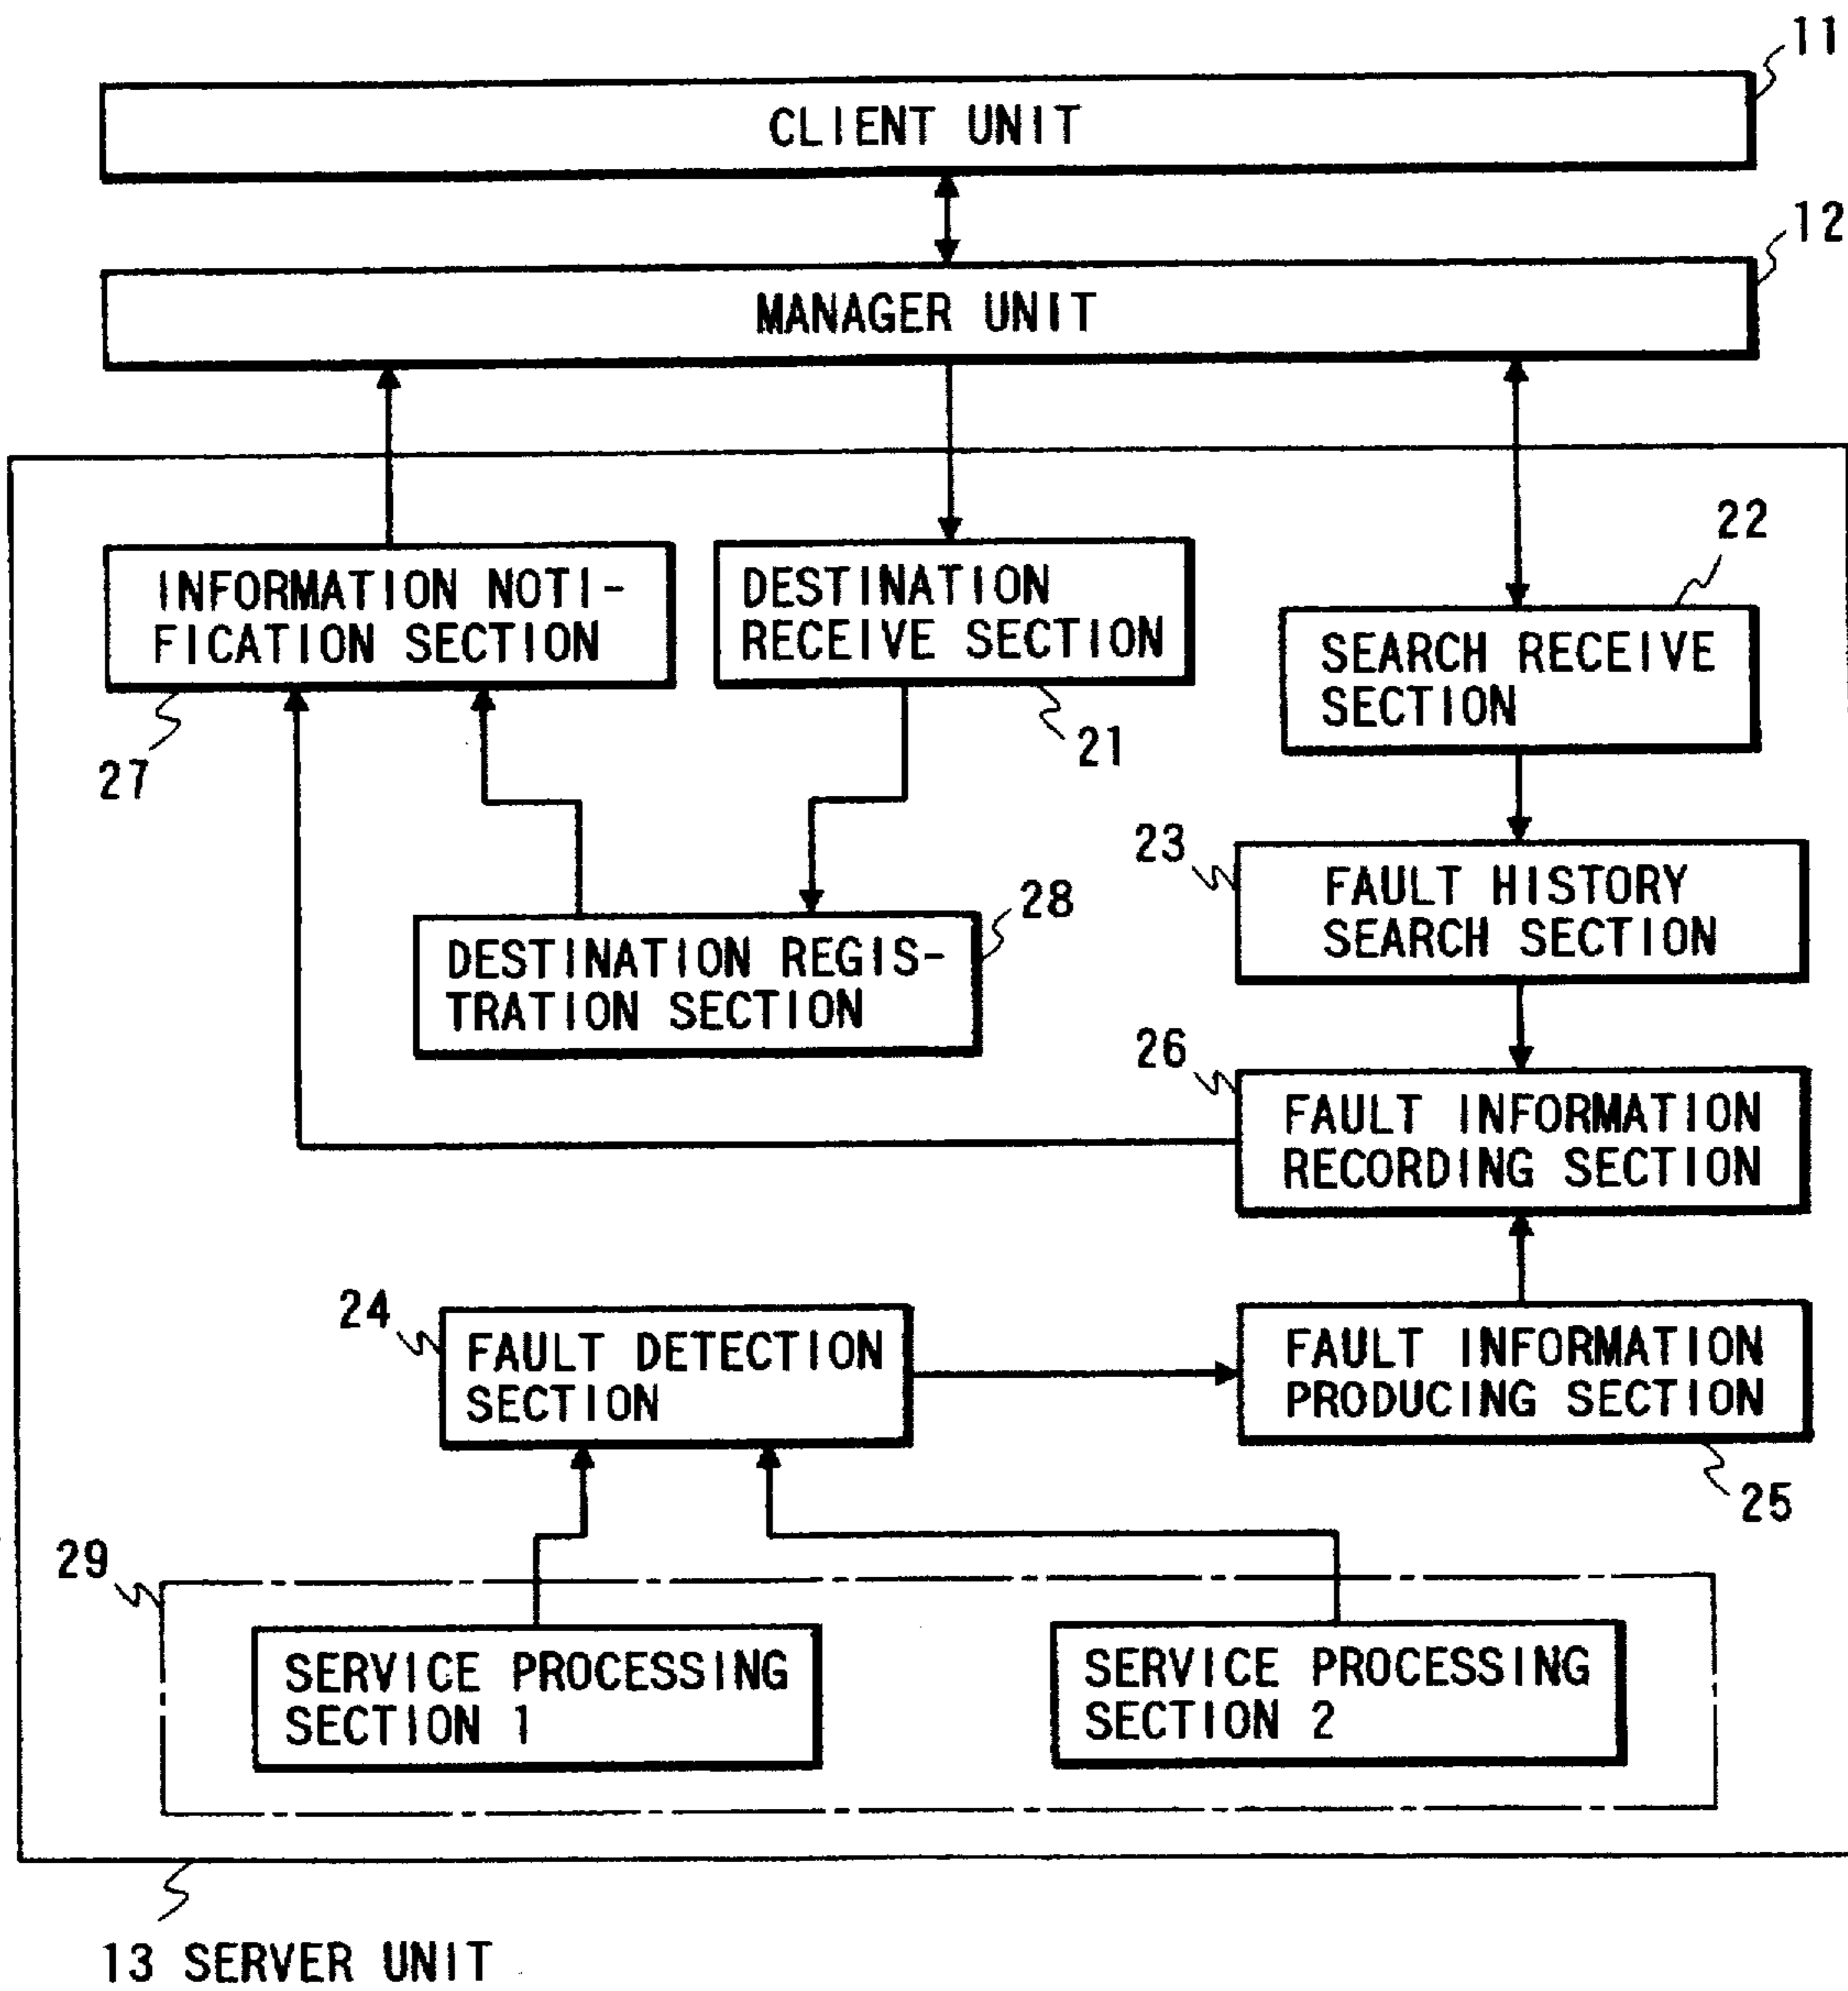 11
CLIENT UNIT
12
MANAGER UNIT
22
INFORMATION NOTI-
FICATION SECTION
27
DESTINATION
RECEIVE SECTION
21
SEARCH RECEIVE
SECTION
23
FAULT HISTORY
SEARCH SECTION
28
DESTINATION REGIS-
TRATION SECTION
26
FAULT INFORMATION
RECORDING SECTION
24
FAULT DETECTION
SECTION
FAULT INFORMATION
PRODUCING SECTION
25
29
SERVICE PROCESSING
SECTION 1
SERVICE PROCESSING
SECTION 2
13 SERVER UNIT